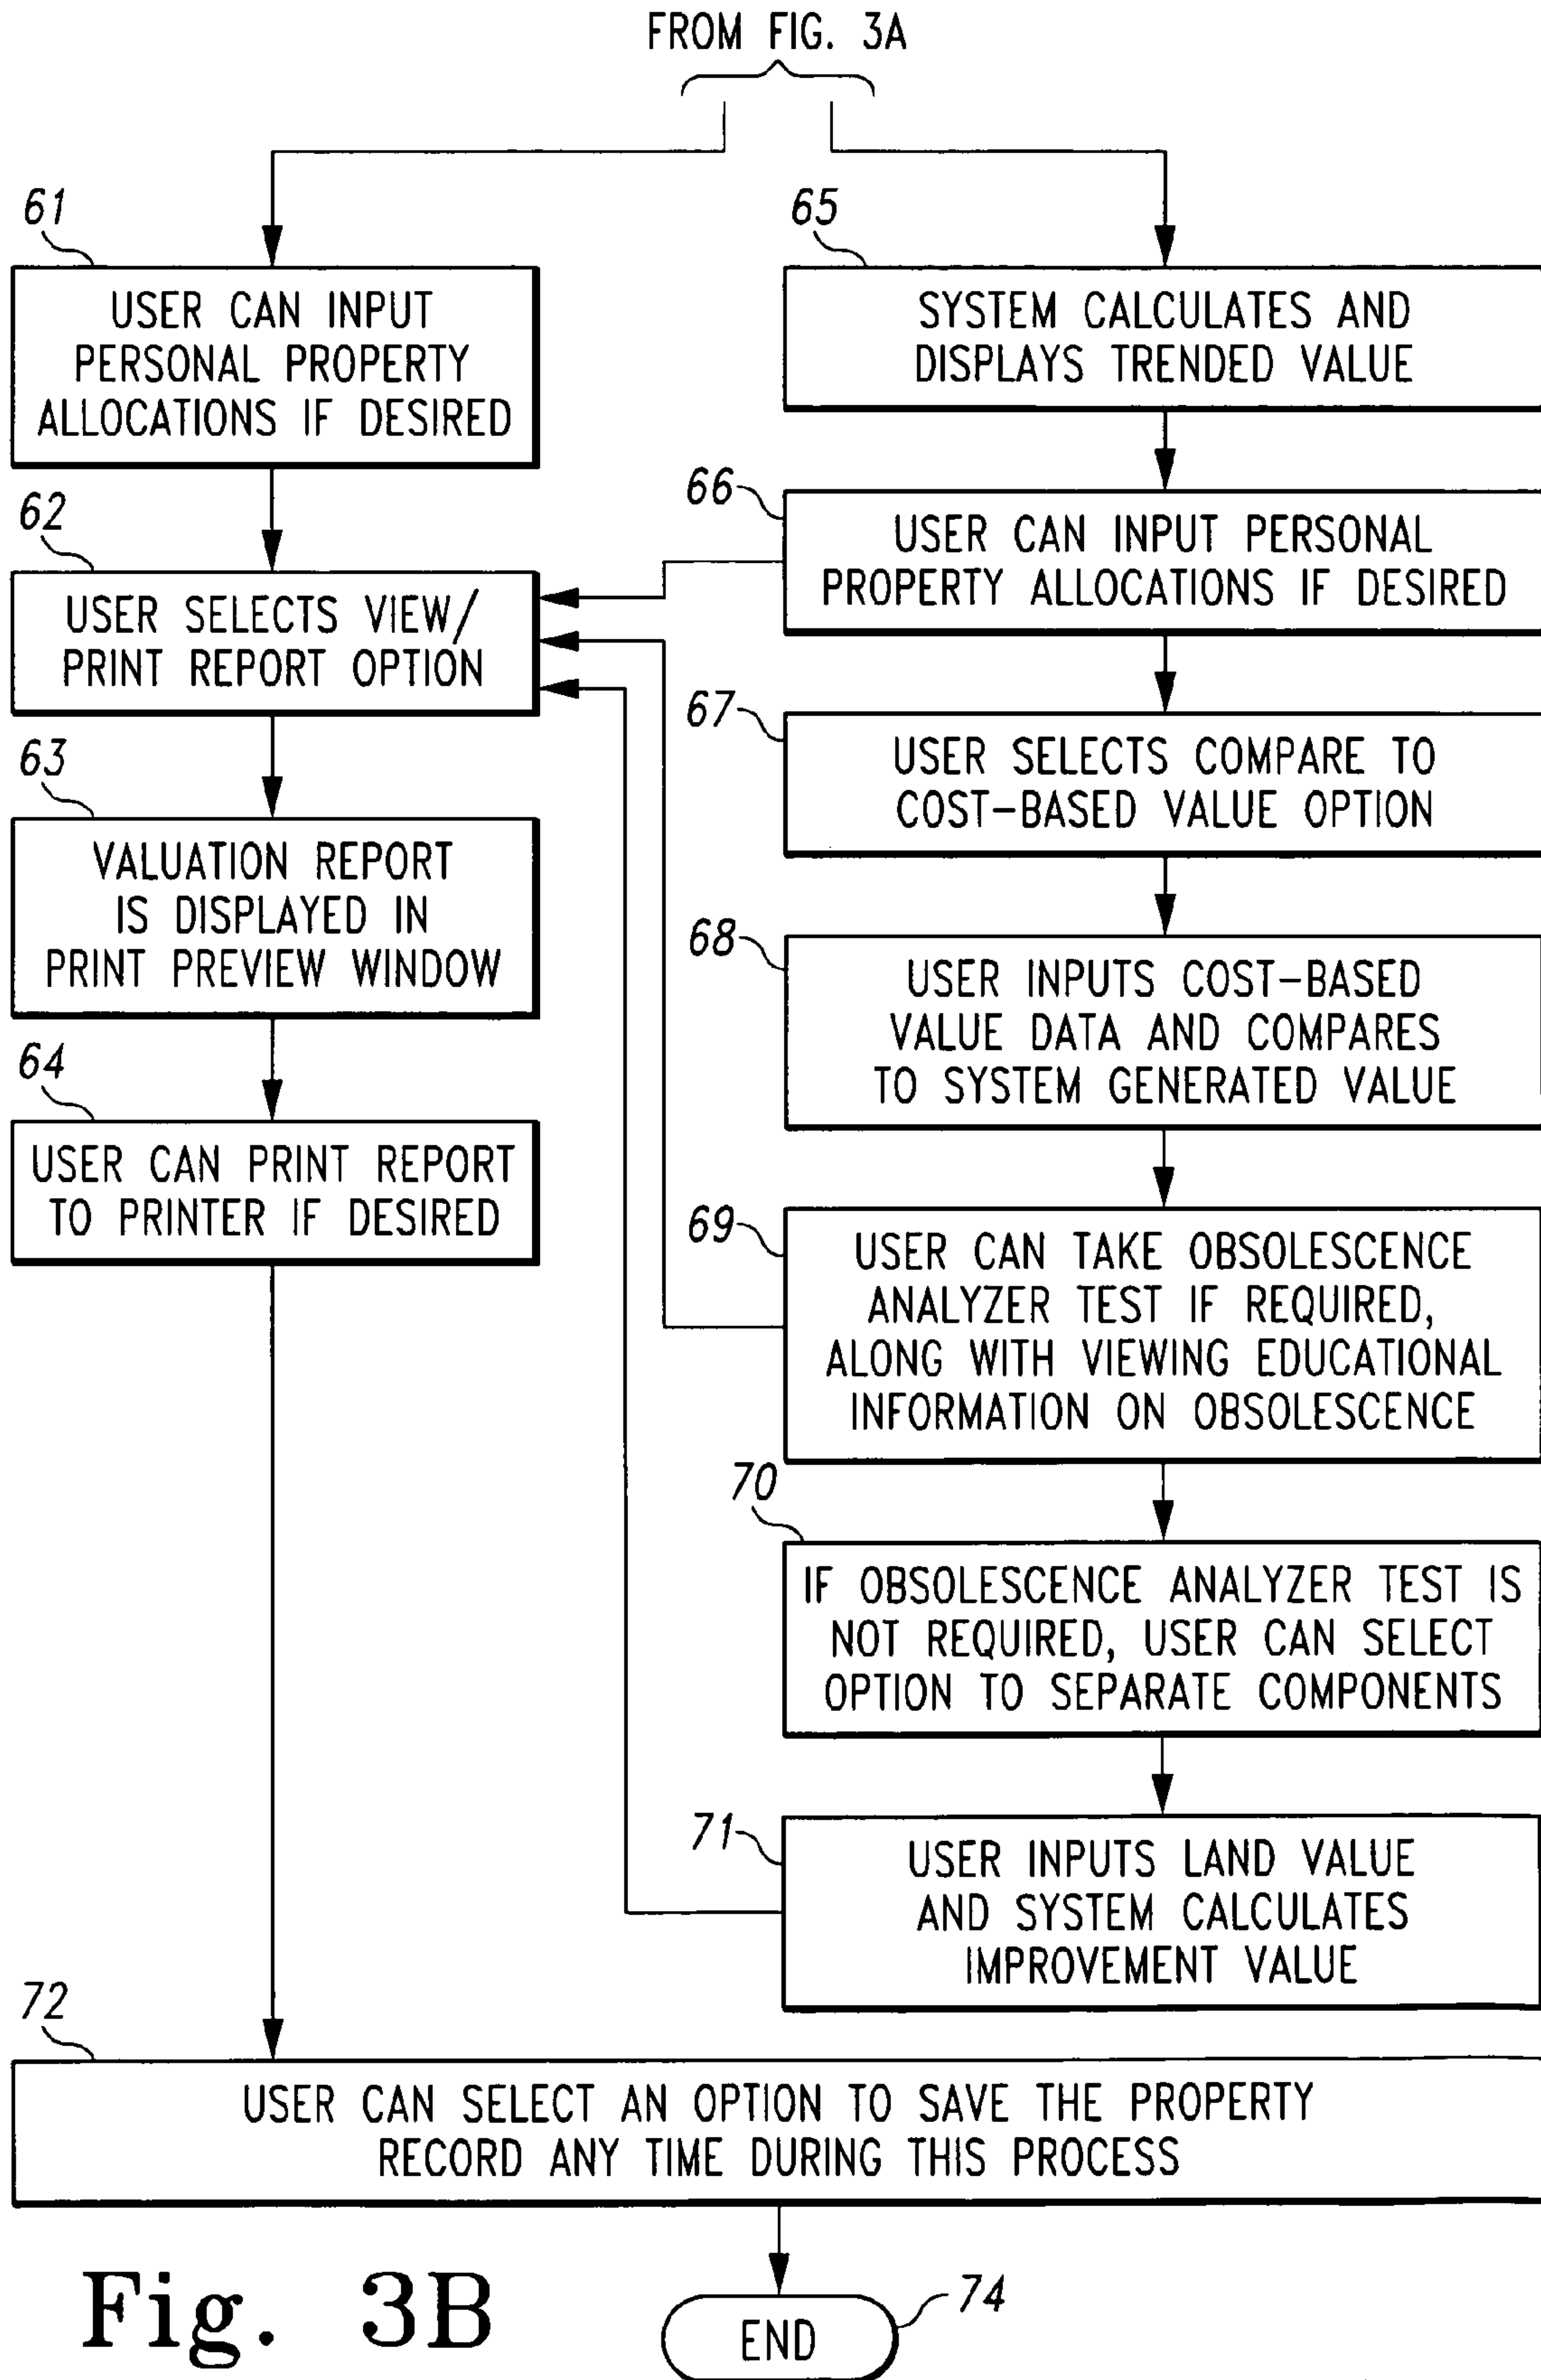 FROM FIG. 3A
61
USER CAN INPUT
PERSONAL PROPERTY
ALLOCATIONS IF DESIRED
62
USER SELECTS VIEW/
PRINT REPORT OPTION
63
VALUATION REPORT
IS DISPLAYED IN
PRINT PREVIEW WINDOW
64
USER CAN PRINT REPORT
TO PRINTER IF DESIRED
65
SYSTEM CALCULATES AND
DISPLAYS TRENDED VALUE
66
USER CAN INPUT PERSONAL
PROPERTY ALLOCATIONS IF DESIRED
67
USER SELECTS COMPARE TO
COST-BASED VALUE OPTION
68
USER INPUTS COST-BASED
VALUE DATA AND COMPARES
TO SYSTEM GENERATED VALUE
69
USER CAN TAKE OBSOLESCENCE
ANALYZER TEST IF REQUIRED,
ALONG WITH VIEWING EDUCATIONAL
INFORMATION ON OBSOLESCENCE
70
IF OBSOLESCENCE ANALYZER TEST IS
NOT REQUIRED, USER CAN SELECT
OPTION TO SEPARATE COMPONENTS
71
USER INPUTS LAND VALUE
AND SYSTEM CALCULATES
IMPROVEMENT VALUE
72
USER CAN SELECT AN OPTION TO SAVE THE PROPERTY
RECORD ANY TIME DURING THIS PROCESS
74
END
Fig. 3B